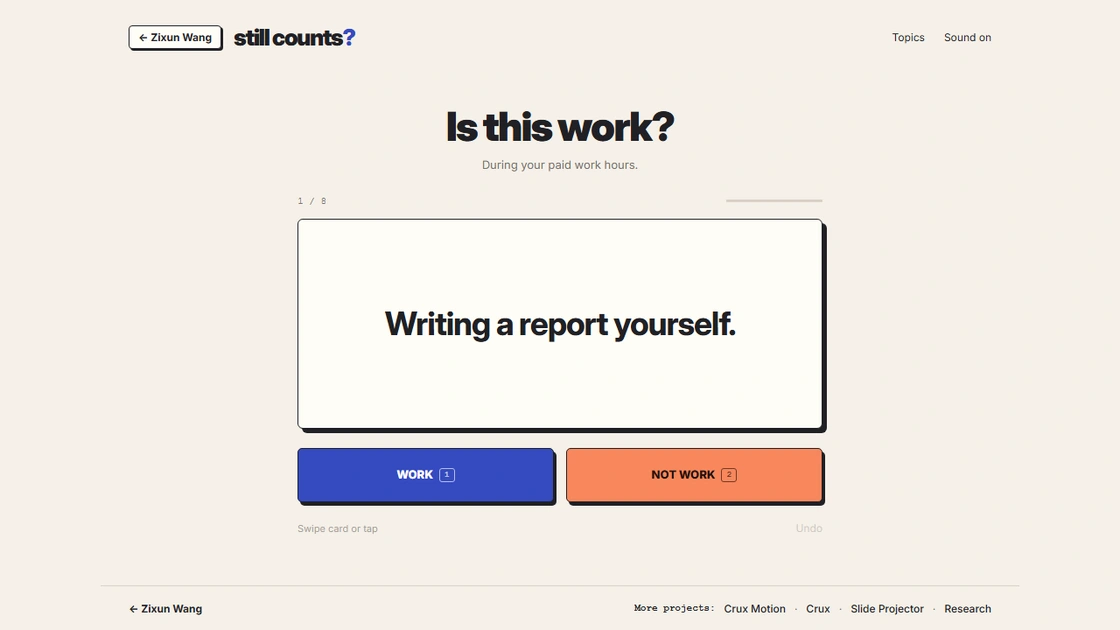 ← Zixun Wang
still counts?
Topics
Sound on
Is this work?
During your paid work hours.
1 / 8
Writing a report yourself.
WORK 1
NOT WORK 2
Swipe card or tap
Undo
← Zixun Wang
More projects: Crux Motion · Crux · Slide Projector · Research